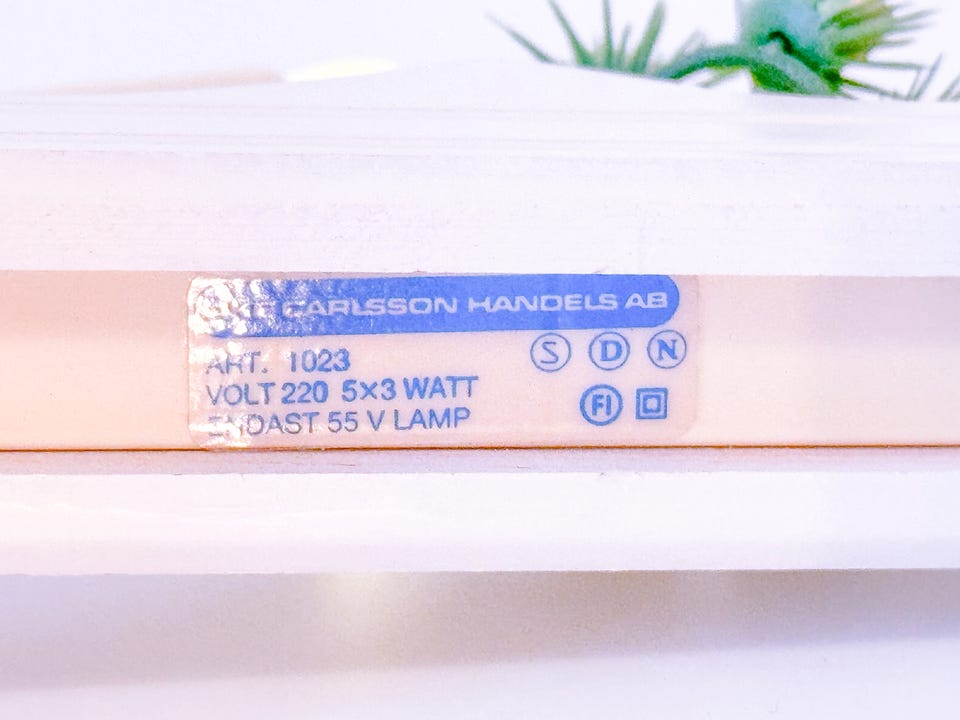 CARLSSON HANDELS AB
ART. 1023
VOLT 220 5×3 WATT
ENDAST 55 V LAMP
S D N
FI